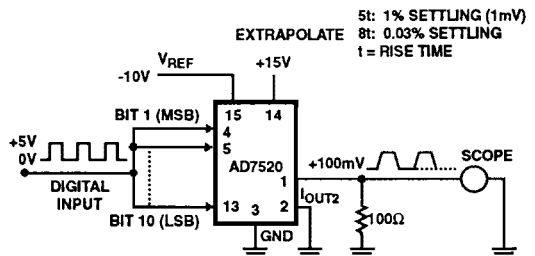 5t: 1% SETTLING (1mV)
EXTRAPOLATE
8t: 0.03% SETTLING
t = RISE TIME
VREF
-10V
+15V
BIT 1 (MSB)
15
14
+5V
0V
4
5
AD7520
+100mV
SCOPE
DIGITAL
INPUT
1
IOUT2
BIT 10 (LSB)
13
3
2
100Ω
GND